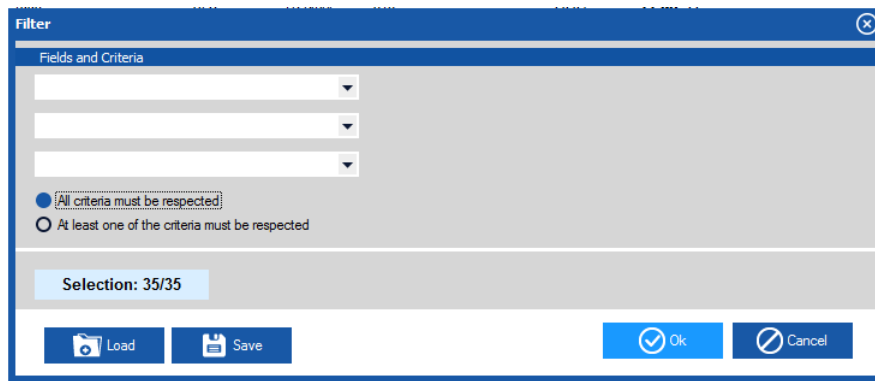 Filter
Fields and Criteria
All criteria must be respected
At least one of the criteria must be respected
Selection: 35/35
Load
Save
Ok
Cancel